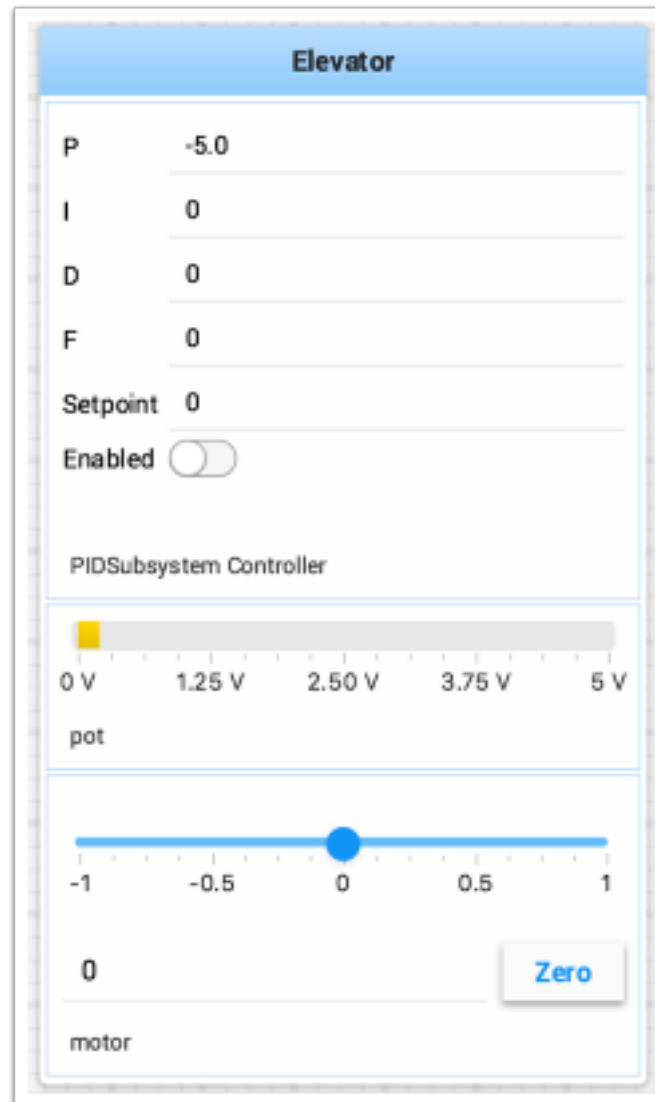 Elevator
P -5.0
I 0
D 0
F 0
Setpoint 0
Enabled
PIDSubsystem Controller
0 V 1.25 V 2.50 V 3.75 V 5 V
pot
-1 -0.5 0 0.5 1
0 Zero
motor